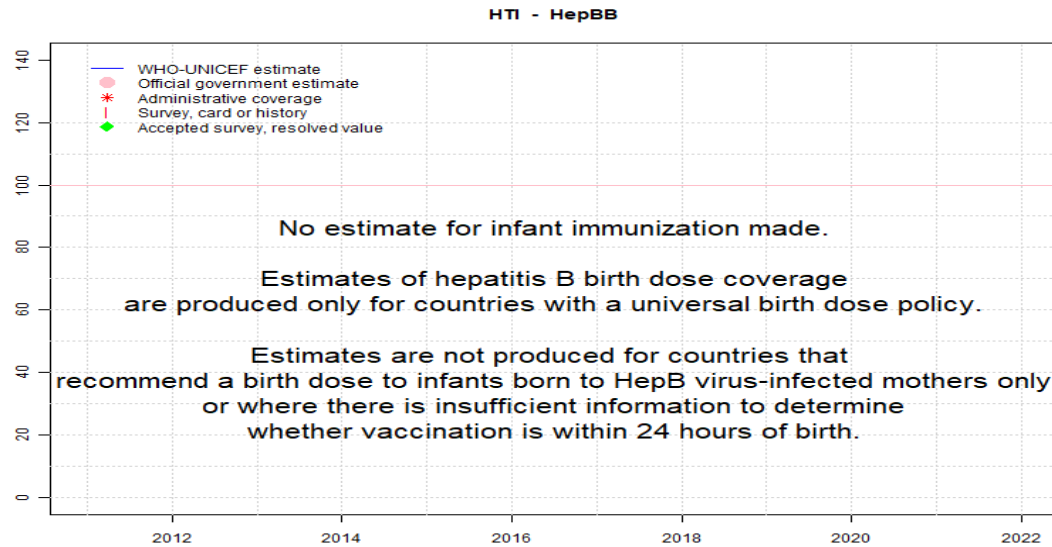 HTI - HepBB
140
120
100
80
60
40
20
0
WHO-UNICEF estimate
Official government estimate
Administrative coverage
Survey, card or history
Accepted survey, resolved value
No estimate for infant immunization made.
Estimates of hepatitis B birth dose coverage
are produced only for countries with a universal birth dose policy.
Estimates are not produced for countries that
recommend a birth dose to infants born to HepB virus-infected mothers only
or where there is insufficient information to determine
whether vaccination is within 24 hours of birth.
2012 2014 2016 2018 2020 2022